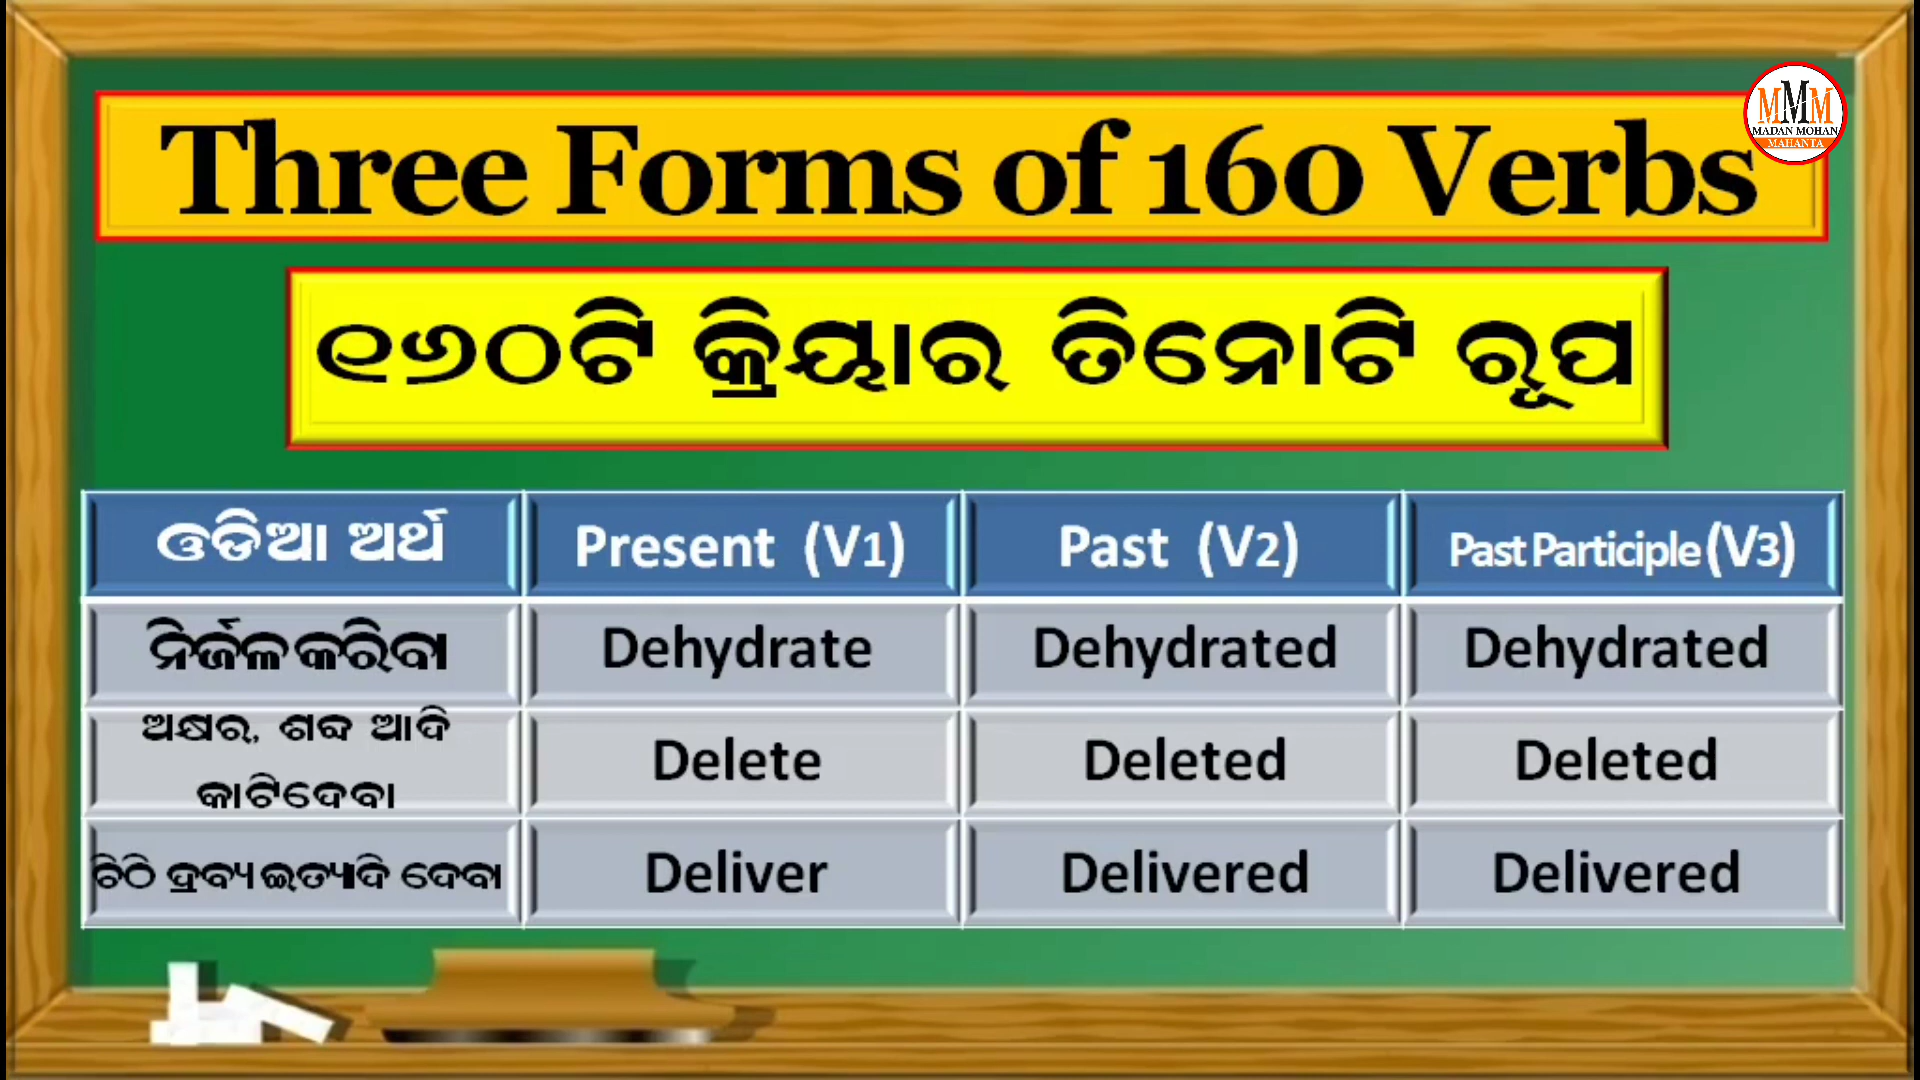 Three Forms of 160 Verbs
MMM
MADAN MOHAN
MAHANTA
୧୬୦ଟି କ୍ରିୟାର ତିନୋଟି ରୂପ
ଓଡିଆ ଅର୍ଥ Present (V1) Past (V2) Past Participle (V3)
ନିର୍ଜଳ କରିବା Dehydrate Dehydrated Dehydrated
ଅକ୍ଷର, ଶବ୍ଦ ଆଦି
କାଟିଦେବା Delete Deleted Deleted
ଚିଠି ଦ୍ରବ୍ୟ ଇତ୍ୟାଦି ଦେବା Deliver Delivered Delivered